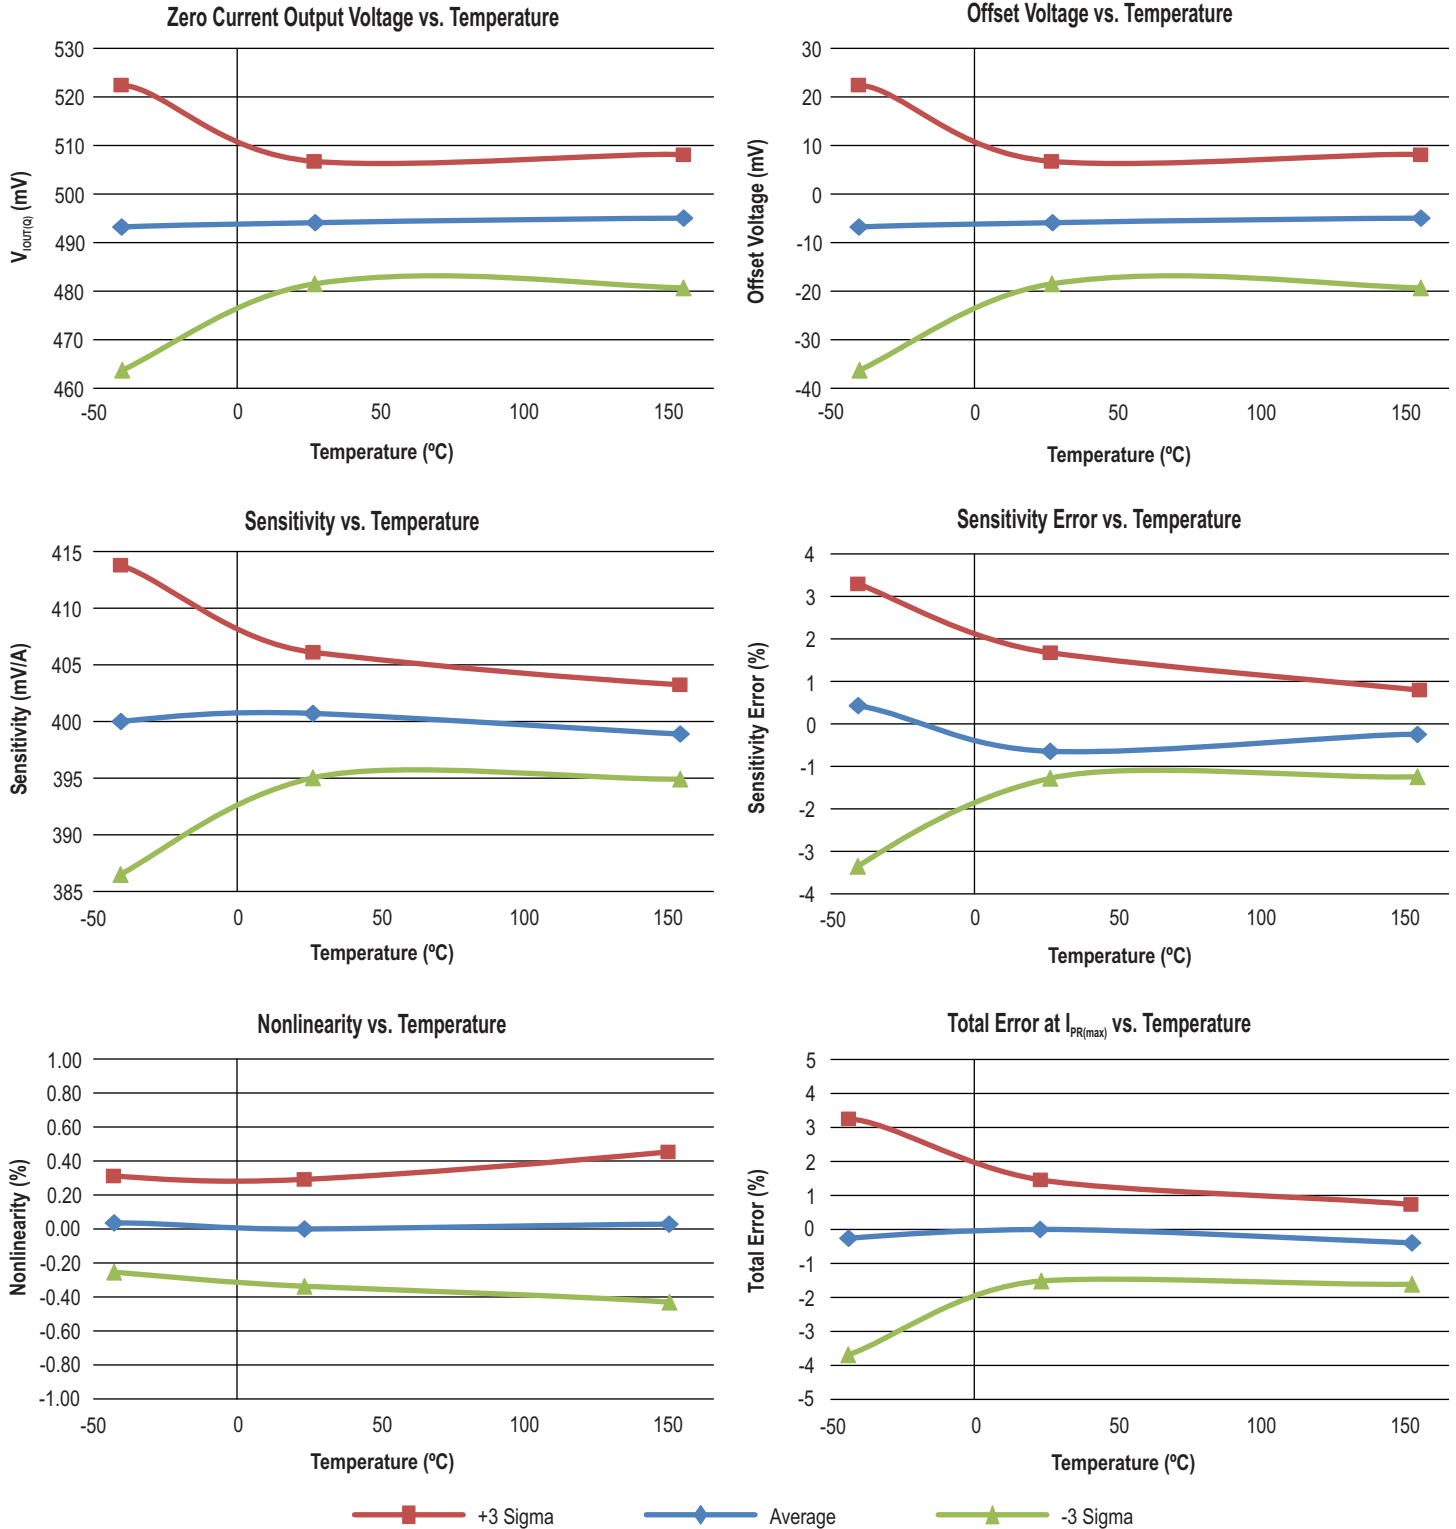 Zero Current Output Voltage vs. Temperature
530
520
510
500
490
480
470
460
V_IOUT(Q) (mV)
-50 0 50 100 150
Temperature (ºC)
Offset Voltage vs. Temperature
30
20
10
0
-10
-20
-30
-40
Offset Voltage (mV)
-50 0 50 100 150
Temperature (ºC)
Sensitivity vs. Temperature
415
410
405
400
395
390
385
Sensitivity (mV/A)
-50 0 50 100 150
Temperature (ºC)
Sensitivity Error vs. Temperature
4
3
2
1
0
-1
-2
-3
-4
Sensitivity Error (%)
-50 0 50 100 150
Temperature (ºC)
Nonlinearity vs. Temperature
1.00
0.80
0.60
0.40
0.20
0.00
-0.20
-0.40
-0.60
-0.80
-1.00
Nonlinearity (%)
-50 0 50 100 150
Temperature (ºC)
Total Error at I_PR(max) vs. Temperature
5
4
3
2
1
0
-1
-2
-3
-4
-5
Total Error (%)
-50 0 50 100 150
Temperature (ºC)
+3 Sigma Average -3 Sigma